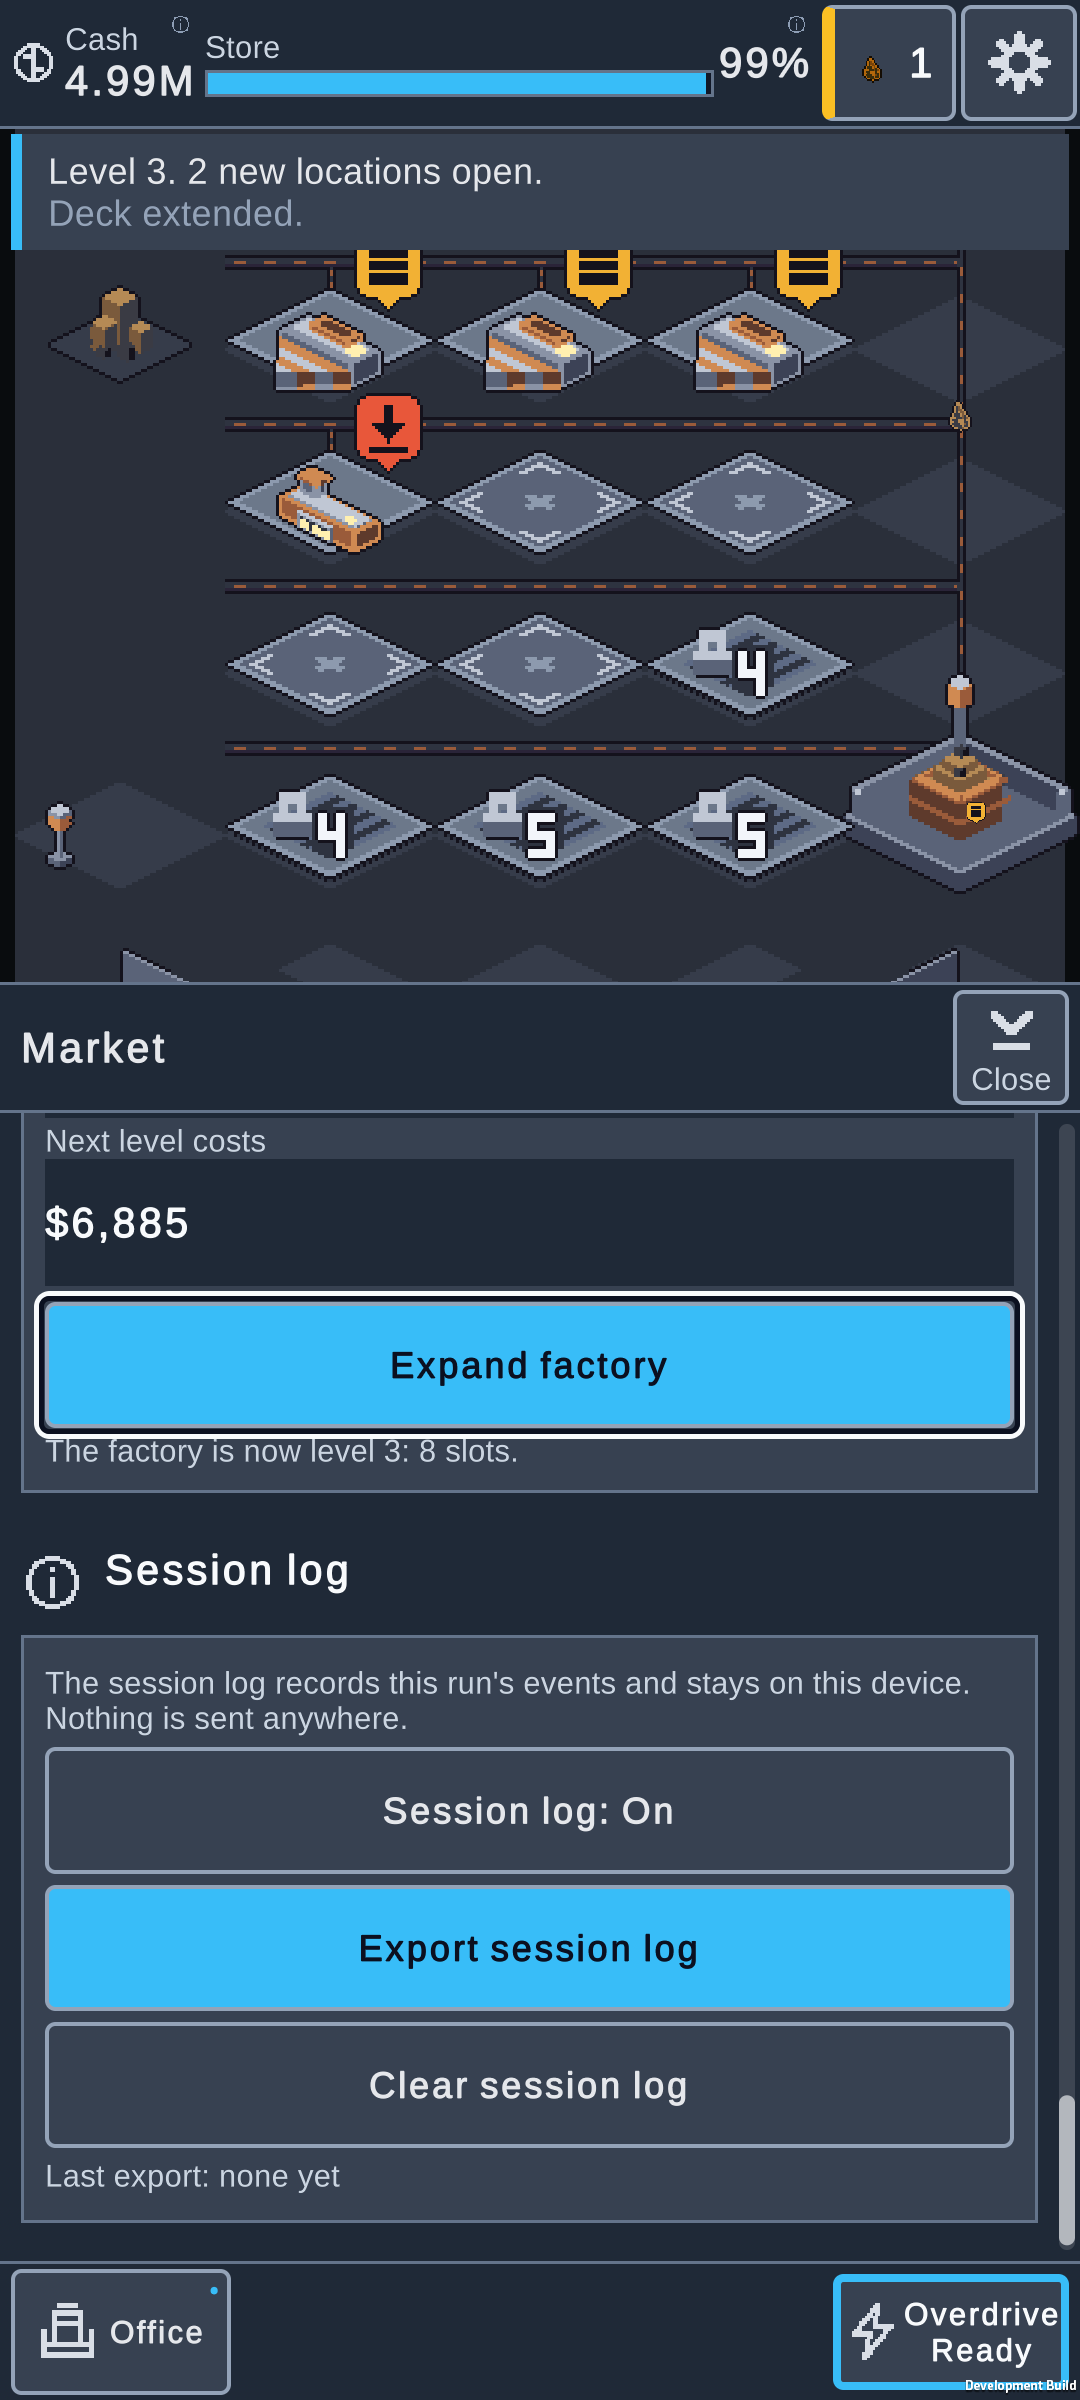 Cash
4.99M
Store
99%
1
Level 3. 2 new locations open.
Deck extended.
4
4
5
5
Market
Close
Next level costs
$6,885
Expand factory
The factory is now level 3: 8 slots.
Session log
The session log records this run's events and stays on this device.
Nothing is sent anywhere.
Session log: On
Export session log
Clear session log
Last export: none yet
Office
Overdrive
Ready
Development Build